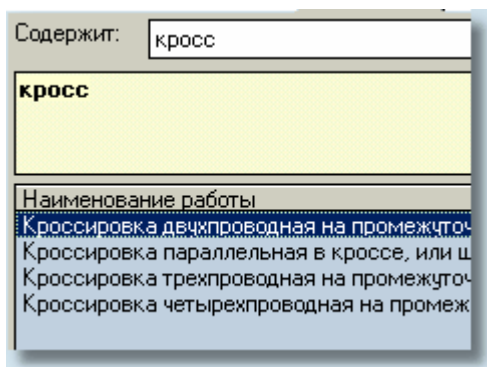 Содержит: кросс
кросс
Наименование работы
Кроссировка двухпроводная на промежуточ
Кроссировка параллельная в кроссе, или ш
Кроссировка трехпроводная на промежуточ
Кроссировка четырехпроводная на промеж